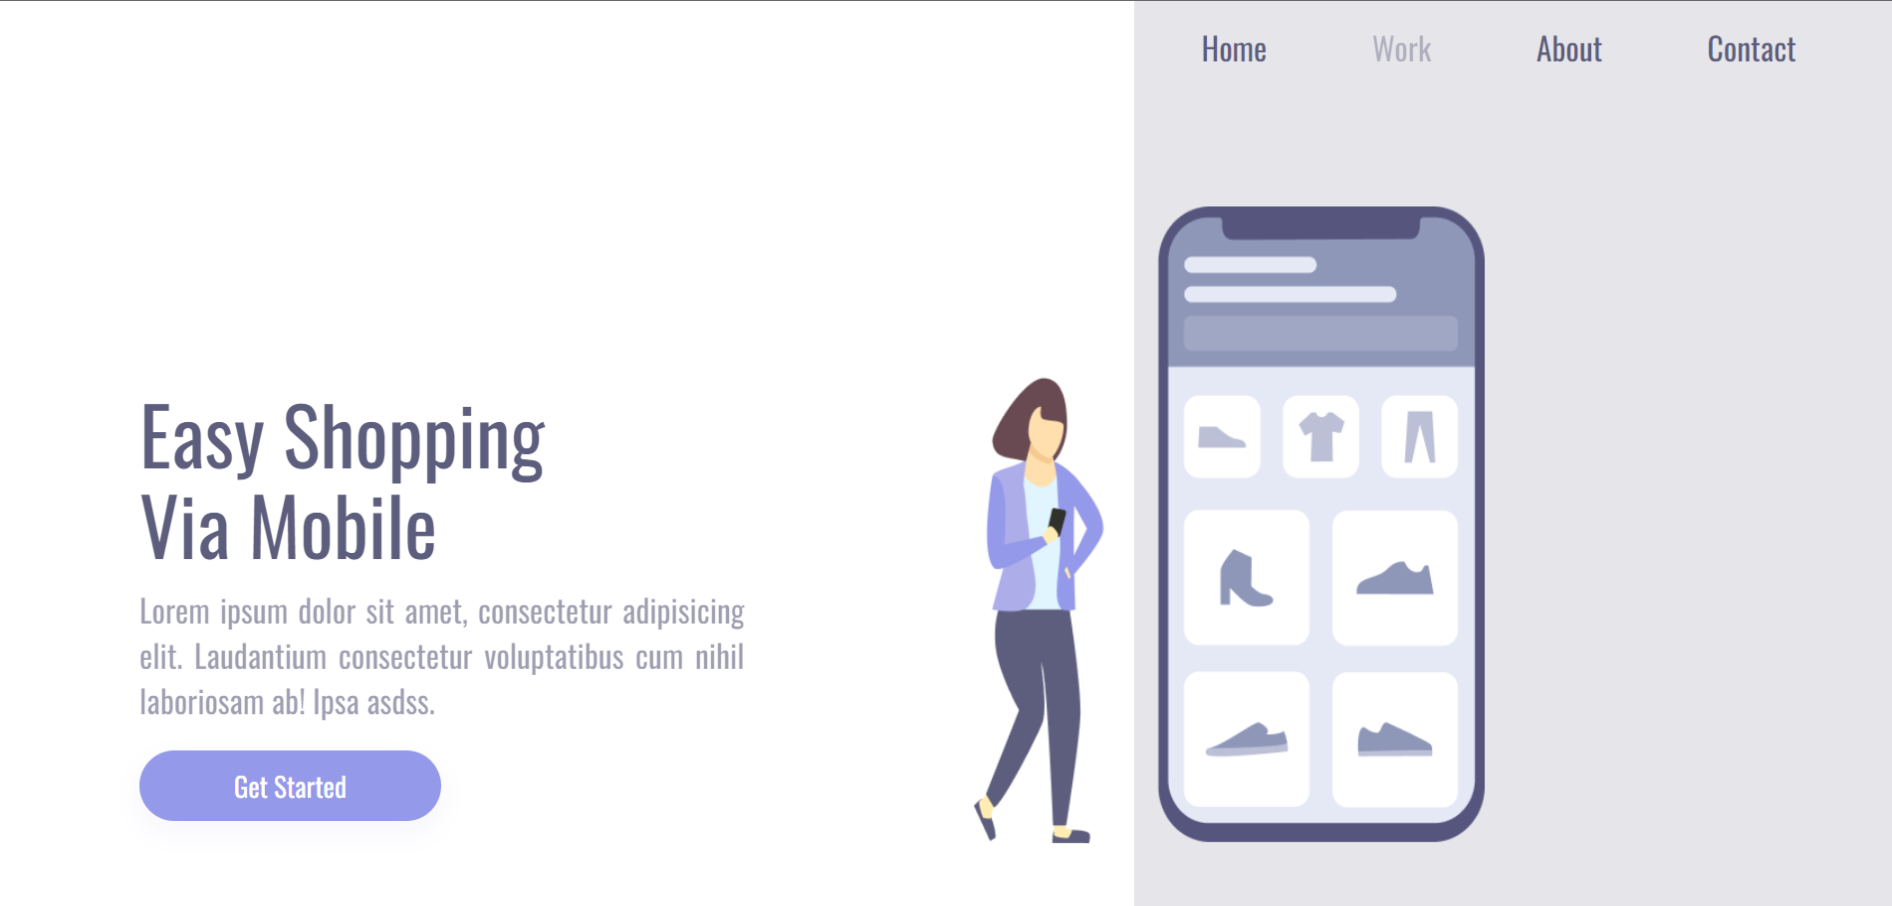 Home Work About Contact
Easy Shopping
Via Mobile
Lorem ipsum dolor sit amet, consectetur adipisicing
elit. Laudantium consectetur voluptatibus cum nihil
laboriosam ab! Ipsa asdss.
Get Started